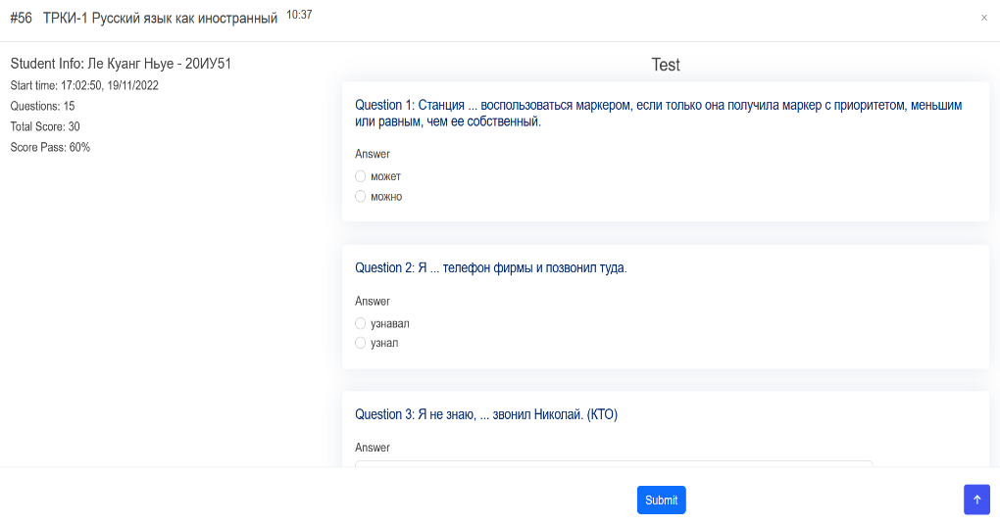 #56 ТРКИ-1 Русский язык как иностранный 10:37
×
Student Info: Ле Куанг Ньуе - 20ИУ51
Start time: 17:02:50, 19/11/2022
Questions: 15
Total Score: 30
Score Pass: 60%
Test
Question 1: Станция ... воспользоваться маркером, если только она получила маркер с приоритетом, меньшим
или равным, чем ее собственный.
Answer
может
можно
Question 2: Я ... телефон фирмы и позвонил туда.
Answer
узнавал
узнал
Question 3: Я не знаю, ... звонил Николай. (КТО)
Answer
Submit